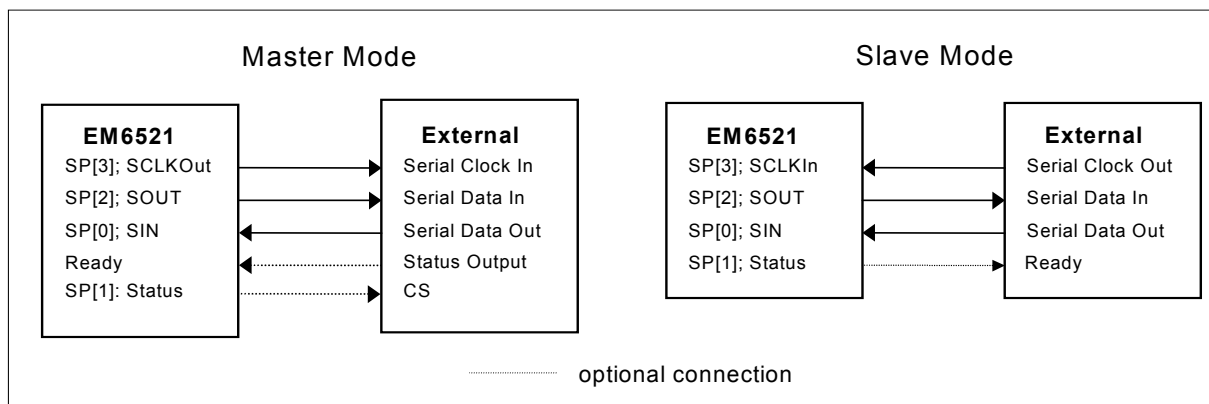 Master Mode
EM6521
SP[3]; SCLKOut
SP[2]; SOUT
SP[0]; SIN
Ready
SP[1]: Status
External
Serial Clock In
Serial Data In
Serial Data Out
Status Output
CS
Slave Mode
EM6521
SP[3]; SCLKIn
SP[2]; SOUT
SP[0]; SIN
SP[1]; Status
External
Serial Clock Out
Serial Data In
Serial Data Out
Ready
optional connection